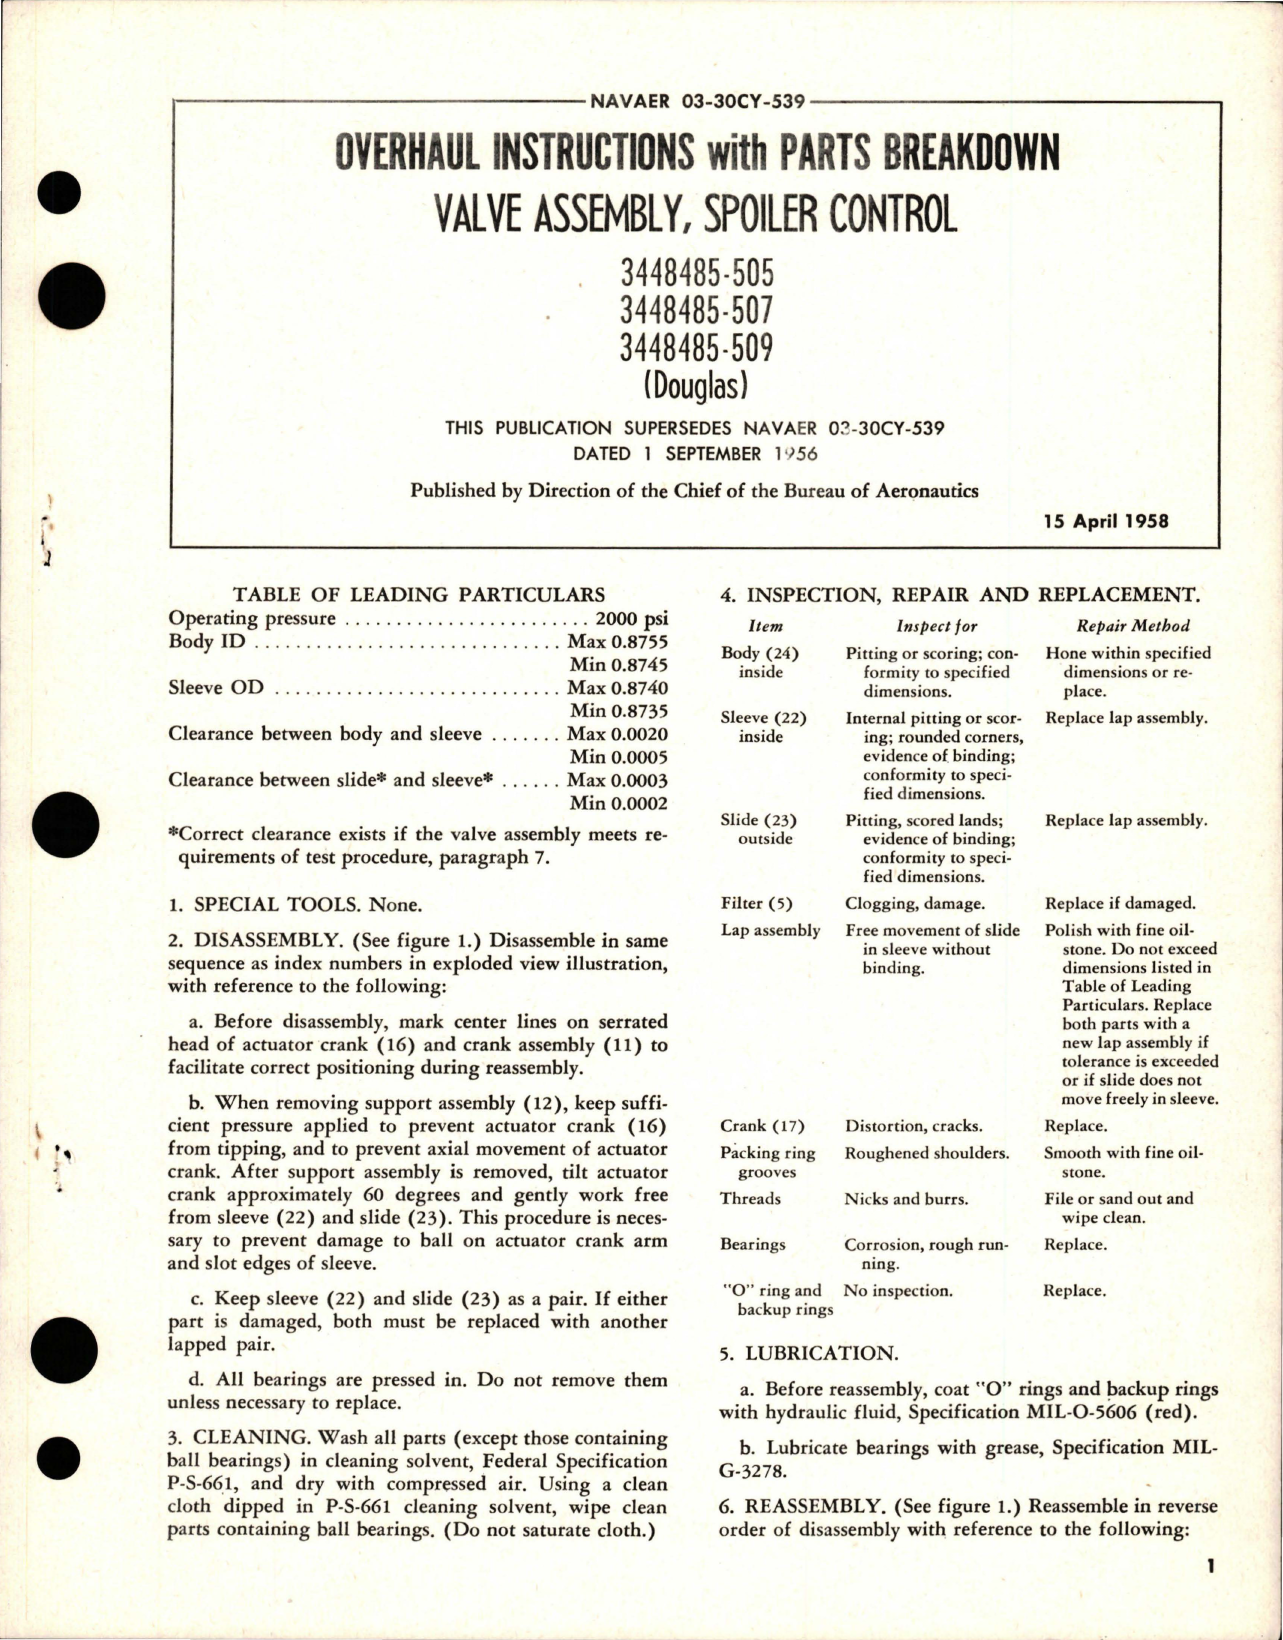 NAVAER 03-30CY-539
OVERHAUL INSTRUCTIONS with PARTS BREAKDOWN
VALVE ASSEMBLY, SPOILER CONTROL
3448485-505
3448485-507
3448485-509
(Douglas)
THIS PUBLICATION SUPERSEDES NAVAER 03-30CY-539
DATED 1 SEPTEMBER 1956
Published by Direction of the Chief of the Bureau of Aeronautics
15 April 1958
TABLE OF LEADING PARTICULARS
Operating pressure ........................ 2000 psi
Body ID .............................. Max 0.8755
Min 0.8745
Sleeve OD ............................ Max 0.8740
Min 0.8735
Clearance between body and sleeve ....... Max 0.0020
Min 0.0005
Clearance between slide* and sleeve* ...... Max 0.0003
Min 0.0002
*Correct clearance exists if the valve assembly meets re-
quirements of test procedure, paragraph 7.
1. SPECIAL TOOLS. None.
2. DISASSEMBLY. (See figure 1.) Disassemble in same
sequence as index numbers in exploded view illustration,
with reference to the following:
a. Before disassembly, mark center lines on serrated
head of actuator crank (16) and crank assembly (11) to
facilitate correct positioning during reassembly.
b. When removing support assembly (12), keep suffi-
cient pressure applied to prevent actuator crank (16)
from tipping, and to prevent axial movement of actuator
crank. After support assembly is removed, tilt actuator
crank approximately 60 degrees and gently work free
from sleeve (22) and slide (23). This procedure is neces-
sary to prevent damage to ball on actuator crank arm
and slot edges of sleeve.
c. Keep sleeve (22) and slide (23) as a pair. If either
part is damaged, both must be replaced with another
lapped pair.
d. All bearings are pressed in. Do not remove them
unless necessary to replace.
3. CLEANING. Wash all parts (except those containing
ball bearings) in cleaning solvent, Federal Specification
P-S-661, and dry with compressed air. Using a clean
cloth dipped in P-S-661 cleaning solvent, wipe clean
parts containing ball bearings. (Do not saturate cloth.)
4. INSPECTION, REPAIR AND REPLACEMENT.
Item Inspect for Repair Method
Body (24) Pitting or scoring; con- Hone within specified
inside formity to specified dimensions or re-
dimensions. place.
Sleeve (22) Internal pitting or scor- Replace lap assembly.
inside ing; rounded corners,
evidence of binding;
conformity to speci-
fied dimensions.
Slide (23) Pitting, scored lands; Replace lap assembly.
outside evidence of binding;
conformity to speci-
fied dimensions.
Filter (5) Clogging, damage. Replace if damaged.
Lap assembly Free movement of slide Polish with fine oil-
in sleeve without stone. Do not exceed
binding. dimensions listed in
Table of Leading
Particulars. Replace
both parts with a
new lap assembly if
tolerance is exceeded
or if slide does not
move freely in sleeve.
Crank (17) Distortion, cracks. Replace.
Packing ring Roughened shoulders. Smooth with fine oil-
grooves stone.
Threads Nicks and burrs. File or sand out and
wipe clean.
Bearings Corrosion, rough run- Replace.
ning.
"O" ring and No inspection. Replace.
backup rings
5. LUBRICATION.
a. Before reassembly, coat "O" rings and backup rings
with hydraulic fluid, Specification MIL-O-5606 (red).
b. Lubricate bearings with grease, Specification MIL-
G-3278.
6. REASSEMBLY. (See figure 1.) Reassemble in reverse
order of disassembly with reference to the following:
1